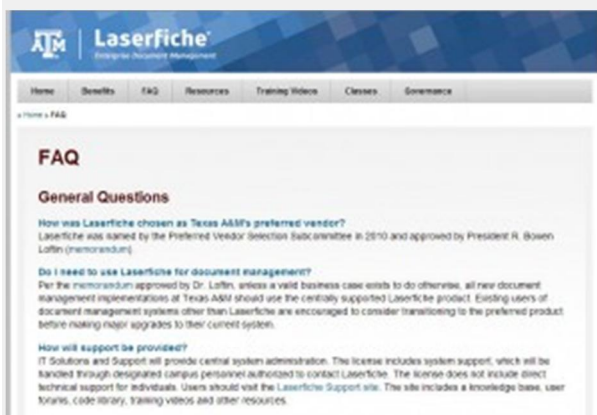 ATM Laserfiche
Enterprise Document Management
Home Benefits FAQ Resources Training Videos Classes Governance
» Home » FAQ
FAQ
General Questions
How was Laserfiche chosen as Texas A&M's preferred vendor?
Laserfiche was named by the Preferred Vendor Selection Subcommittee in 2010 and approved by President R. Bowen
Loftin (memorandum).
Do I need to use Laserfiche for document management?
Per the memorandum approved by Dr. Loftin, unless a valid business case exists to do otherwise, all new document
management implementations at Texas A&M should use the centrally supported Laserfiche product. Existing users of
document management systems other than Laserfiche are encouraged to consider transitioning to the preferred product
before making major upgrades to their current system.
How will support be provided?
IT Solutions and Support will provide central system administration. The license includes system support, which will be
handled through designated campus personnel authorized to contact Laserfiche. The license does not include direct
technical support for individuals. Users should visit the Laserfiche Support site. The site includes a knowledge base, user
forums, code library, training videos and other resources.